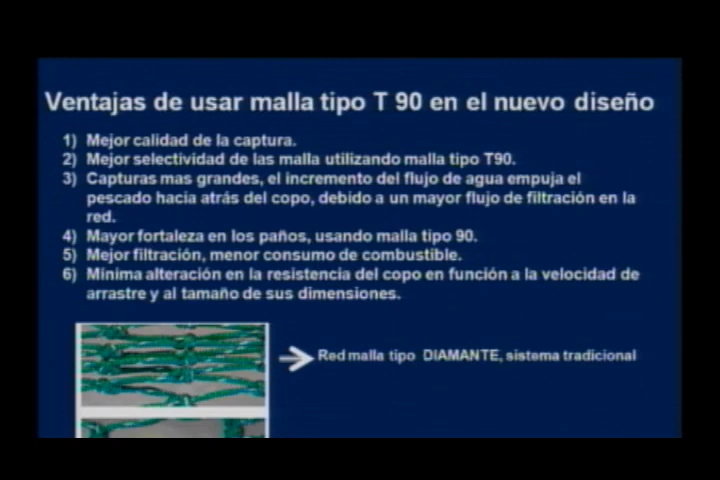 Ventajas de usar malla tipo T 90 en el nuevo diseño
1) Mejor calidad de la captura.
2) Mejor selectividad de las malla utilizando malla tipo T90.
3) Capturas mas grandes, el incremento del flujo de agua empuja el
pescado hacia atrás del copo, debido a un mayor flujo de filtración en la
red.
4) Mayor fortaleza en los paños, usando malla tipo 90.
5) Mejor filtración, menor consumo de combustible.
6) Mínima alteración en la resistencia del copo en función a la velocidad de
arrastre y al tamaño de sus dimensiones.
Red malla tipo DIAMANTE, sistema tradicional